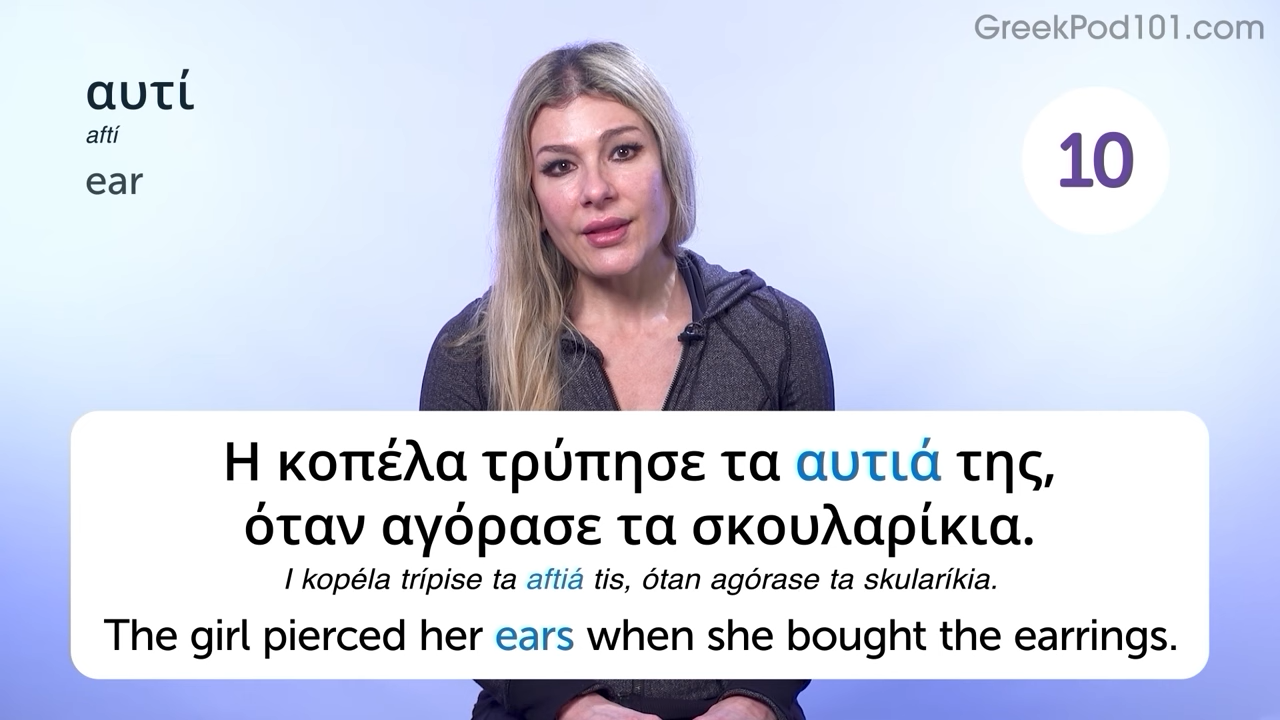 GreekPod101.com
αυτί
aftí
ear
10
Η κοπέλα τρύπησε τα αυτιά της,
όταν αγόρασε τα σκουλαρίκια.
I kopéla trípise ta aftiá tis, ótan agórase ta skularíkia.
The girl pierced her ears when she bought the earrings.